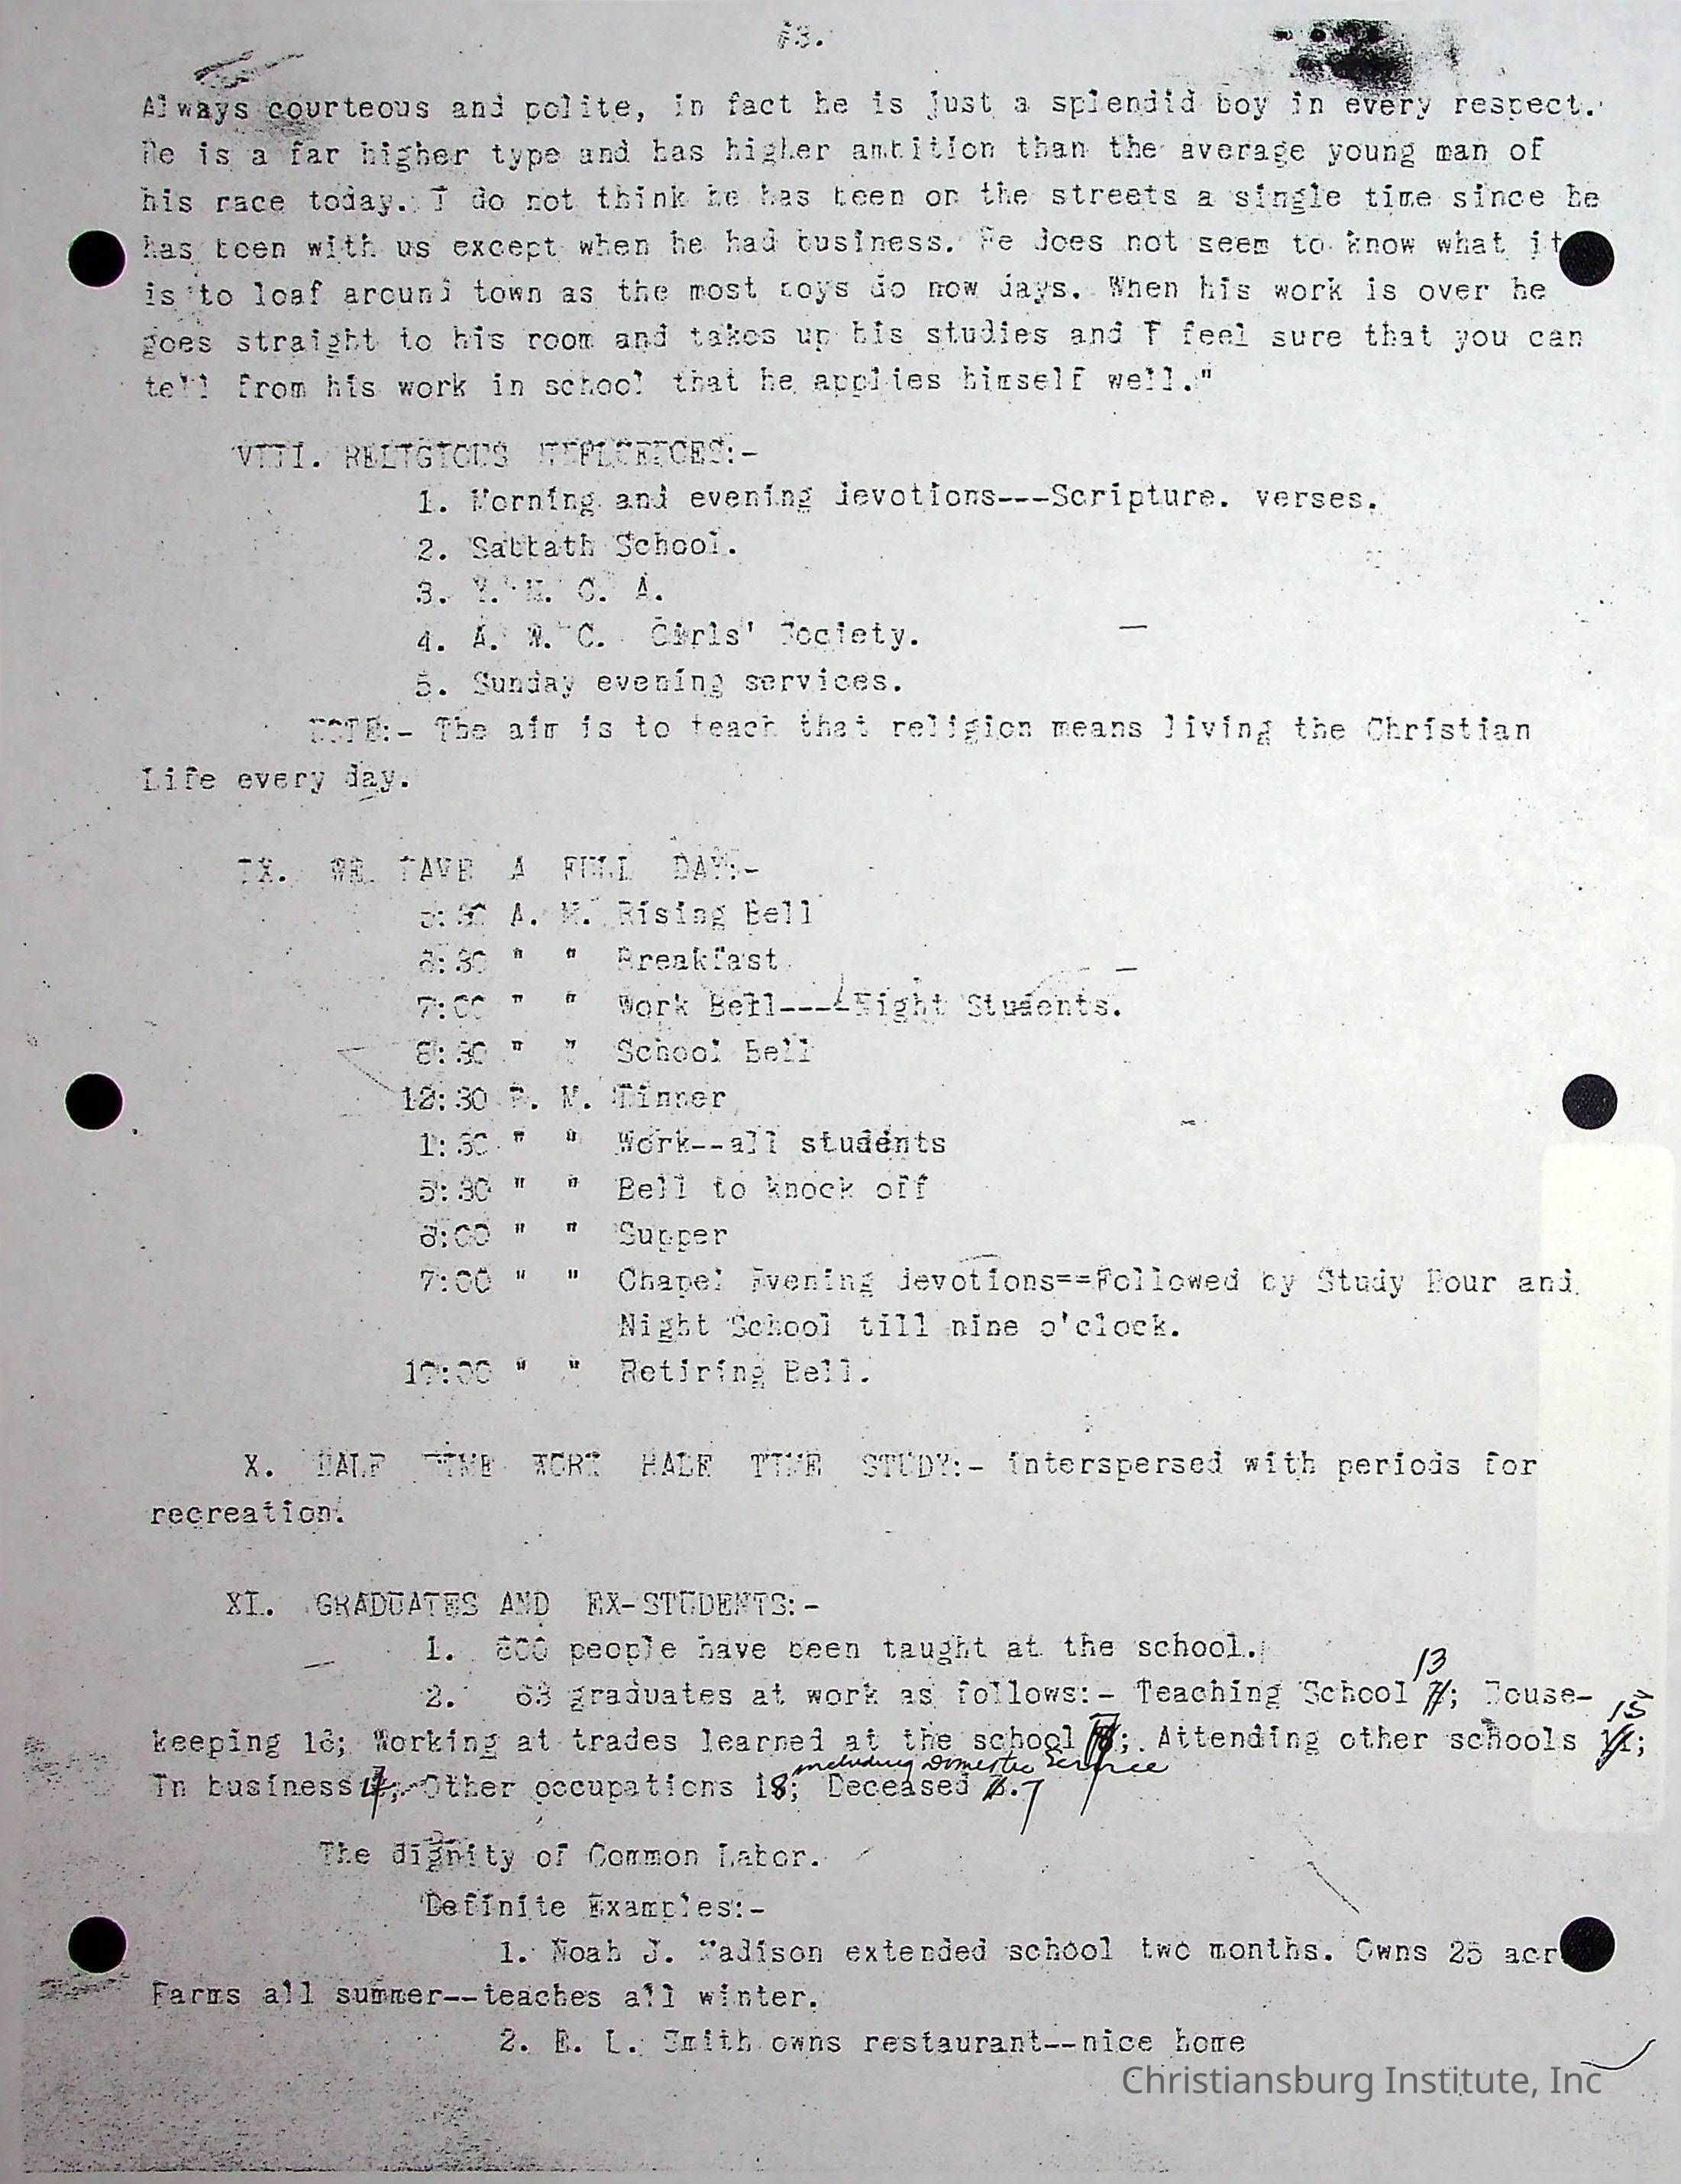 #3.
Always courteous and polite, in fact he is just a splendid boy in every respect.
He is a far higher type and has higher ambition than the average young man of
his race today. I do not think he has been on the streets a single time since he
has been with us except when he had business. He does not seem to know what it
is to loaf around town as the most boys do now days. When his work is over he
goes straight to his room and takes up his studies and I feel sure that you can
tell from his work in school that he applies himself well."
VIII. RELIGIOUS INFLUENCES:-
1. Morning and evening devotions---Scripture. verses.
2. Sabbath School.
3. Y. M. C. A.
4. A. W. C. Girls' Society.
5. Sunday evening services.
NOTE:- The aim is to teach that religion means living the Christian
Life every day.
IX. WE HAVE A FULL DAY:-
5:30 A. M. Rising Bell
6:30 " " Breakfast
7:00 " " Work Bell----Night Students.
8:30 " " School Bell
12:30 P. M. Dinner
1:30 " " Work--all students
5:30 " " Bell to knock off
6:00 " " Supper
7:00 " " Chapel Evening devotions==Followed by Study Hour and
Night School till nine o'clock.
10:00 " " Retiring Bell.
X. HALF TIME WORK HALF TIME STUDY:- interspersed with periods for
recreation.
XI. GRADUATES AND EX-STUDENTS:-
1. 600 people have been taught at the school.
13
2. 63 graduates at work as follows:- Teaching School ; House-
15
keeping 16; Working at trades learned at the school ; Attending other schools ;
including Domestic Service
In business 4; Other occupations 18; Deceased . 7
The dignity of Common Labor.
Definite Examples:-
1. Noah J. Madison extended school two months. Owns 25 acr
Farms all summer--teaches all winter.
2. E. L. Smith owns restaurant--nice home
Christiansburg Institute, Inc